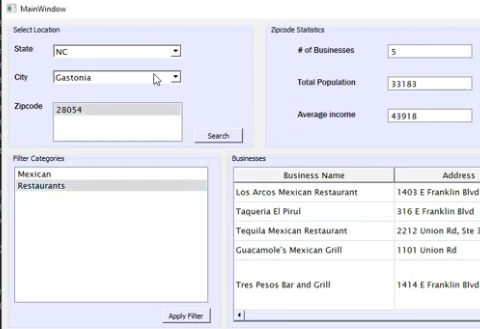 MainWindow
Select Location
State
NC
City
Gastonia
Zipcode
28054
Search
Zipcode Statistics
# of Businesses
5
Total Population
33183
Average income
43918
Filter Categories
Mexican
Restaurants
Apply Filter
Businesses
Business Name Address
Los Arcos Mexican Restaurant 1403 E Franklin Blvd
Taqueria El Pirul 316 E Franklin Blvd
Tequila Mexican Restaurant 2212 Union Rd, Ste
Guacamole's Mexican Grill 1101 Union Rd
Tres Pesos Bar and Grill 1414 E Franklin Blvd